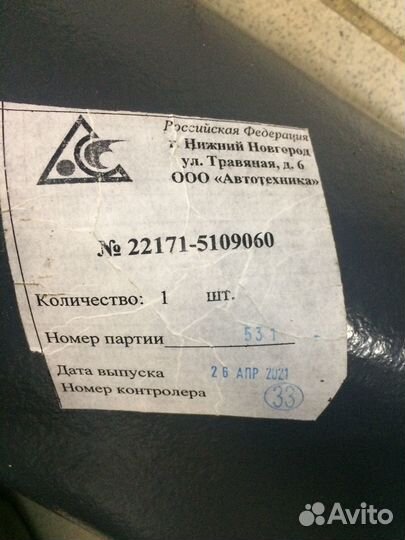 Российская Федерация
г. Нижний Новгород
ул. Травяная, д. 6
ООО «Автотехника»
№ 22171-5109060
Количество: 1 шт.
Номер партии 531
Дата выпуска 26 АПР 2021
Номер контролера 33
Avito